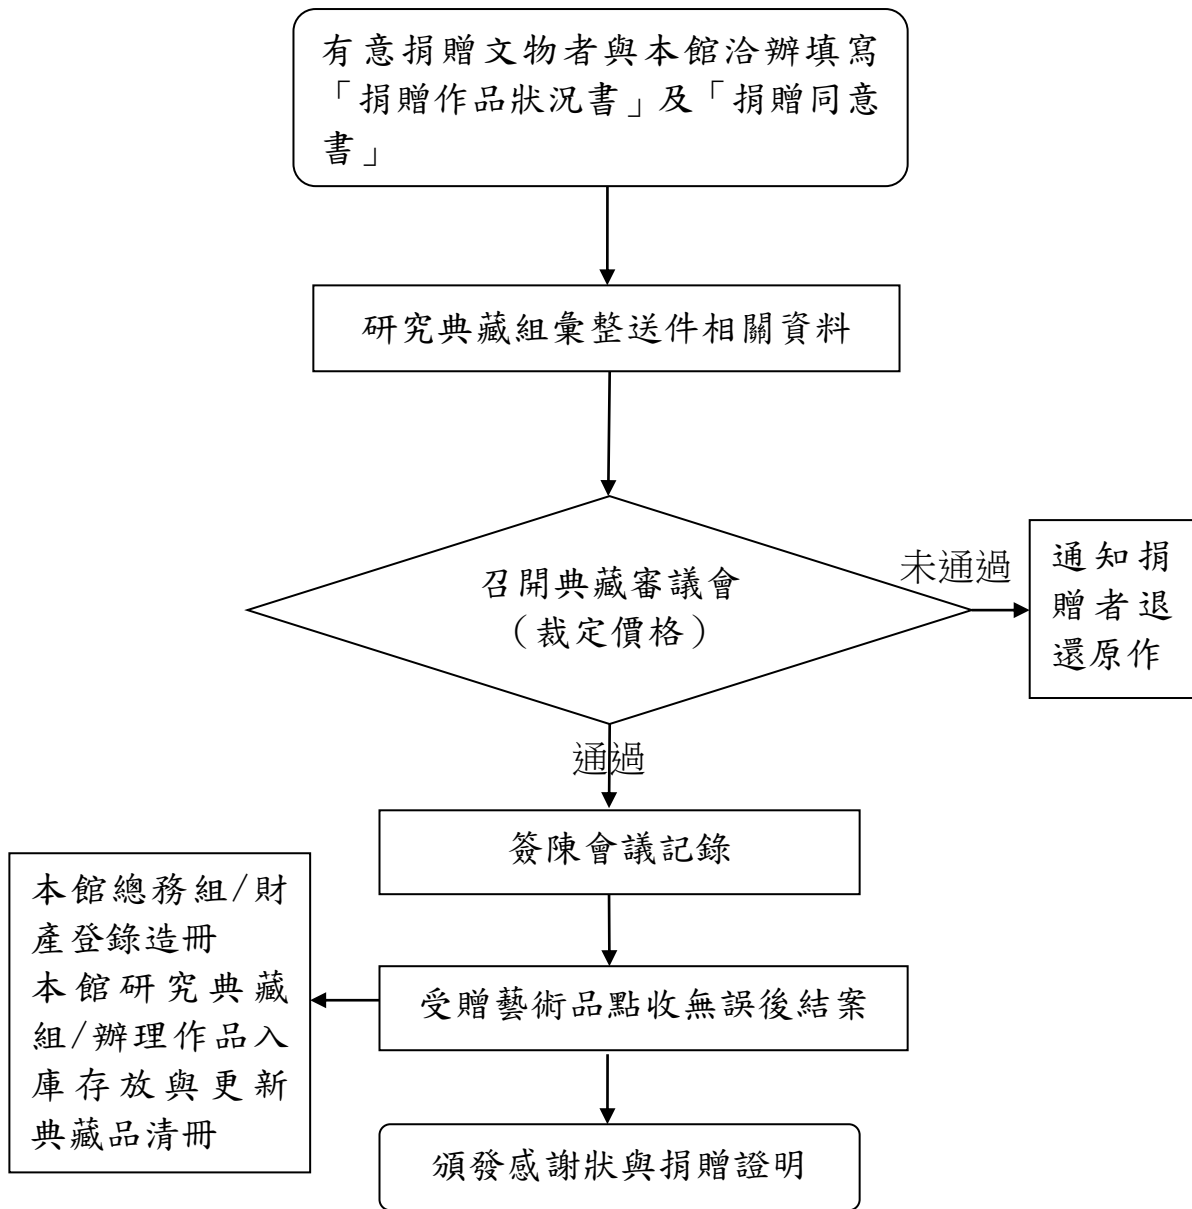 有意捐贈文物者與本館洽辦填寫
「捐贈作品狀況書」及「捐贈同意
書」
研究典藏組彙整送件相關資料
召開典藏審議會
（裁定價格）
未通過
通知捐
贈者退
還原作
通過
簽陳會議記錄
本館總務組/財
產登錄造冊
本館研究典藏
組/辦理作品入
庫存放與更新
典藏品清冊
受贈藝術品點收無誤後結案
頒發感謝狀與捐贈證明